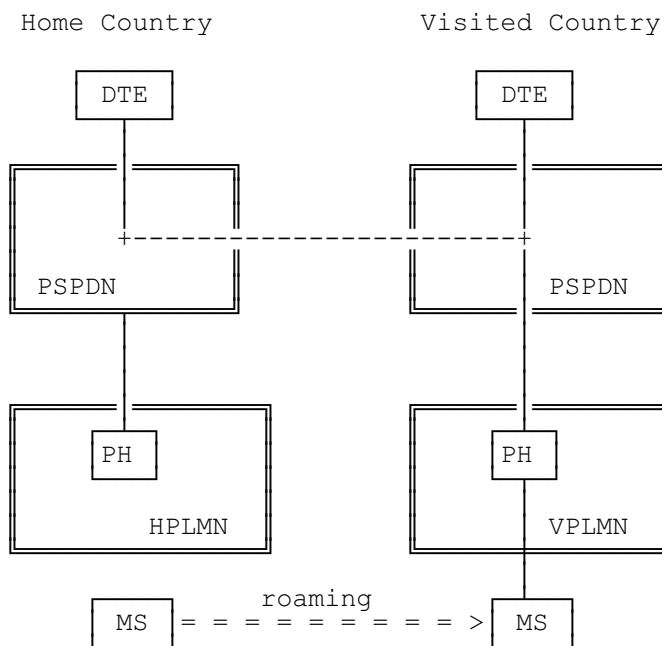 Home Country Visited Country
DTE DTE
PSPDN PSPDN
PH PH
HPLMN VPLMN
roaming
MS = = = = = = = = = > MS